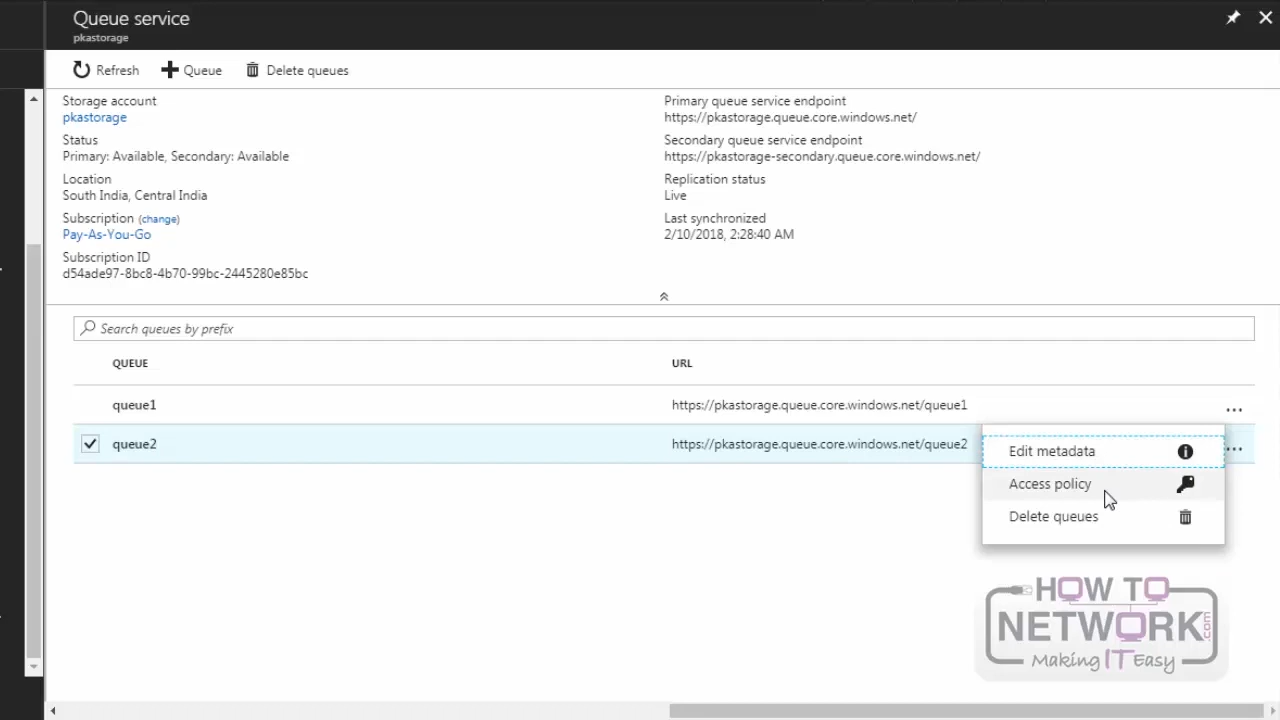 Queue service
pkastorage
Refresh Queue Delete queues
Storage account
pkastorage
Status
Primary: Available, Secondary: Available
Location
South India, Central India
Subscription (change)
Pay-As-You-Go
Subscription ID
d54ade97-8bc8-4b70-99bc-2445280e85bc
Primary queue service endpoint
https://pkastorage.queue.core.windows.net/
Secondary queue service endpoint
https://pkastorage-secondary.queue.core.windows.net/
Replication status
Live
Last synchronized
2/10/2018, 2:28:40 AM
Search queues by prefix
QUEUE URL
queue1 https://pkastorage.queue.core.windows.net/queue1 ...
queue2 https://pkastorage.queue.core.windows.net/queue2 ...
Edit metadata
Access policy
Delete queues
HOW TO
NETWORK.com
Making IT Easy